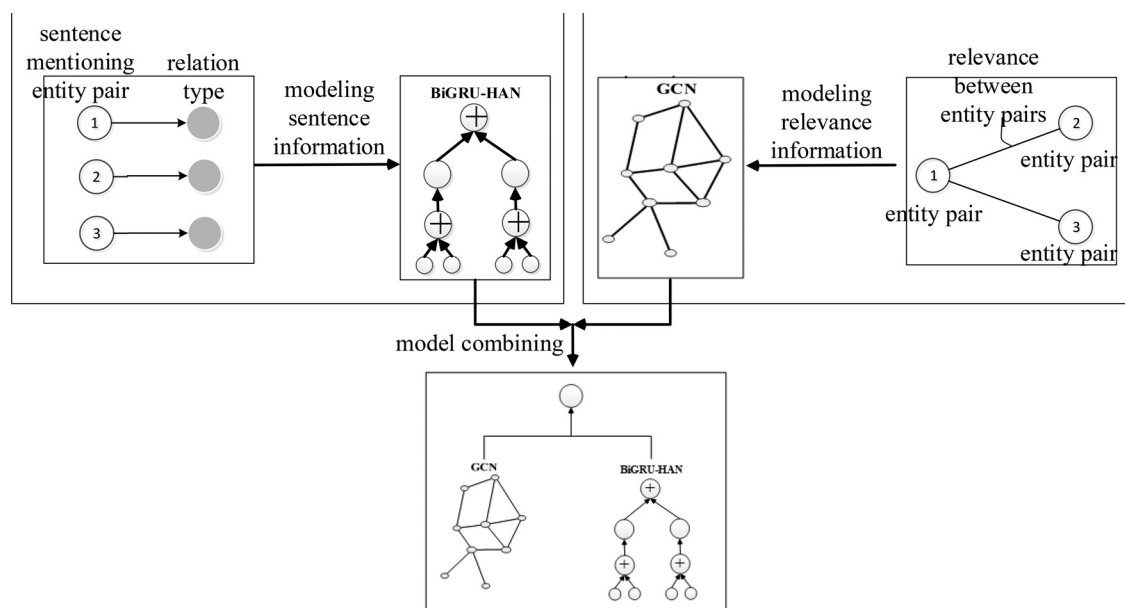 sentence
mentioning
entity pair
relation
type
1
2
3
modeling
sentence
information
BiGRU-HAN
GCN
modeling
relevance
information
relevance
between
entity pairs
2
entity pair
1
entity pair
3
entity pair
model combining
GCN
BiGRU-HAN